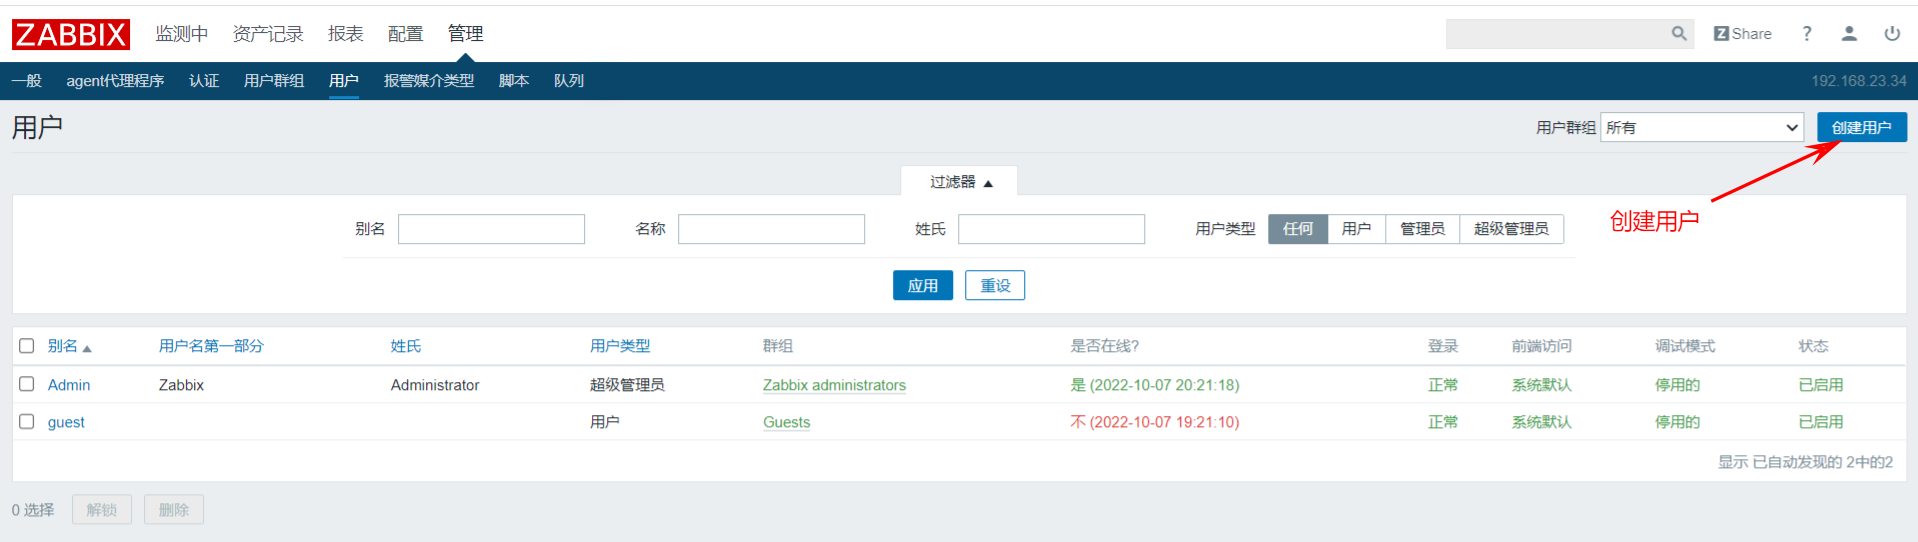 ZABBIX 监测中 资产记录 报表 配置 管理 Z Share ?
一般 agent代理程序 认证 用户群组 用户 报警媒介类型 脚本 队列 192.168.23.34
用户 用户群组 所有 创建用户
过滤器 ▲
创建用户
别名 名称 姓氏 用户类型 任何 用户 管理员 超级管理员
应用 重设
别名 ▲ 用户名第一部分 姓氏 用户类型 群组 是否在线? 登录 前端访问 调试模式 状态
Admin Zabbix Administrator 超级管理员 Zabbix administrators 是 (2022-10-07 20:21:18) 正常 系统默认 停用的 已启用
guest 用户 Guests 不 (2022-10-07 19:21:10) 正常 系统默认 停用的 已启用
显示 已自动发现的 2中的2
0 选择 解锁 删除